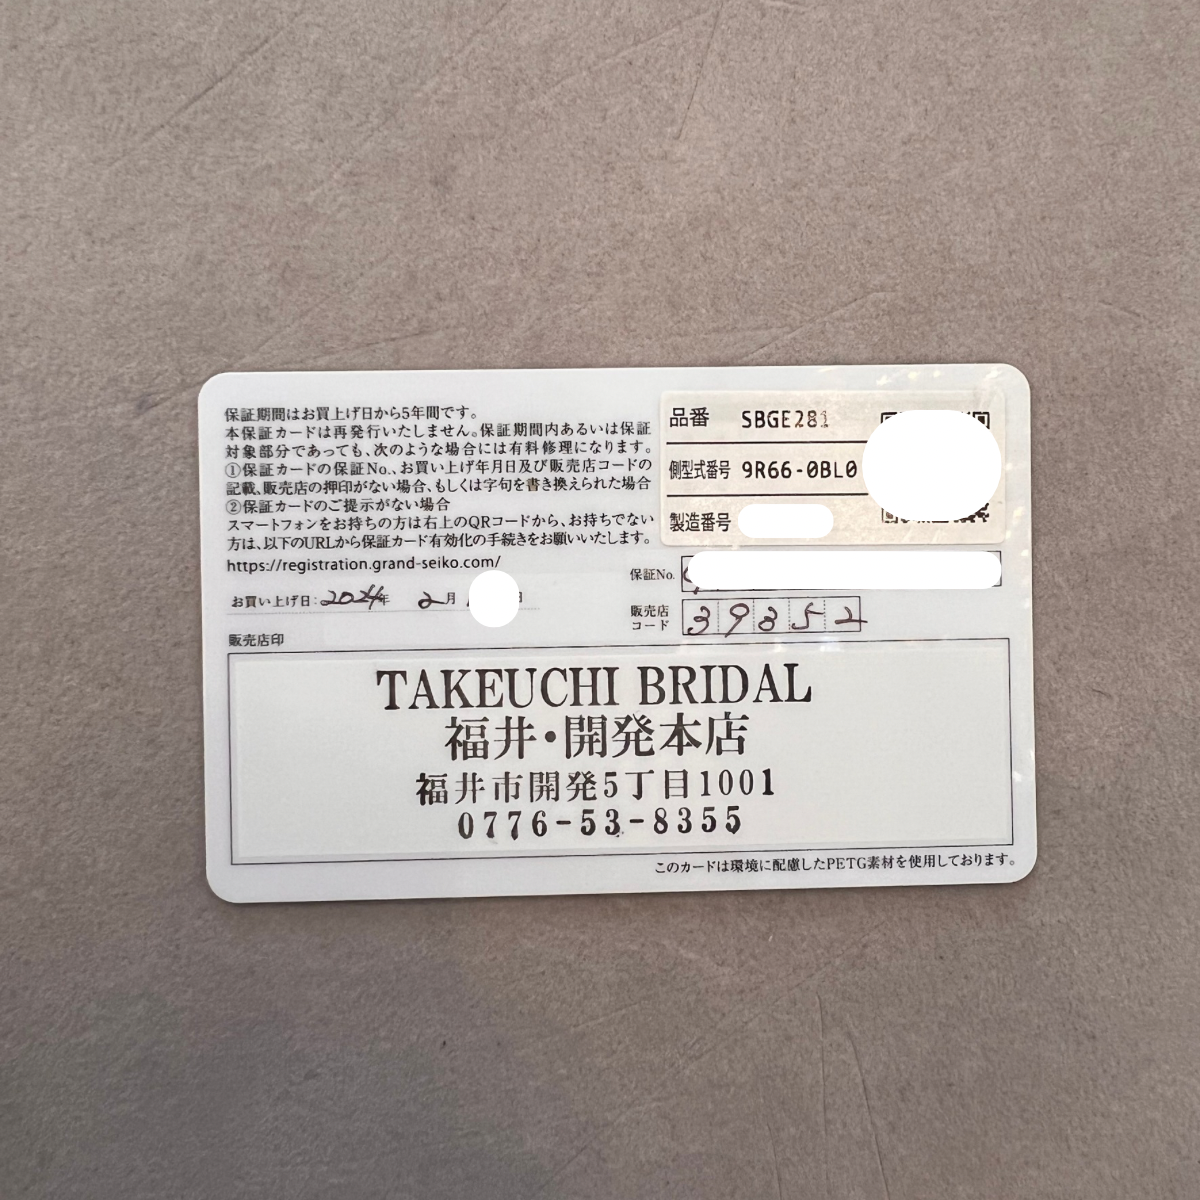 保証期間はお買上げ日から5年間です。
本保証カードは再発行いたしません。保証期間内あるいは保証
対象部分であっても、次のような場合には有料修理になります。
①保証カードの保証No.、お買い上げ年月日及び販売店コードの
記載、販売店の押印がない場合、もしくは字句を書き換えられた場合
②保証カードのご提示がない場合
スマートフォンをお持ちの方は右上のQRコードから、お持ちでない
方は、以下のURLから保証カード有効化の手続きをお願いいたします。
https://registration.grand-seiko.com/
品番 SBGE281
側型式番号 9R66-0BL0
製造番号
保証No.
お買い上げ日：2024年 2月 日
販売店
コード 39852
販売店印
TAKEUCHI BRIDAL
福井・開発本店
福井市開発5丁目1001
0776-53-8355
このカードは環境に配慮したPETG素材を使用しております。